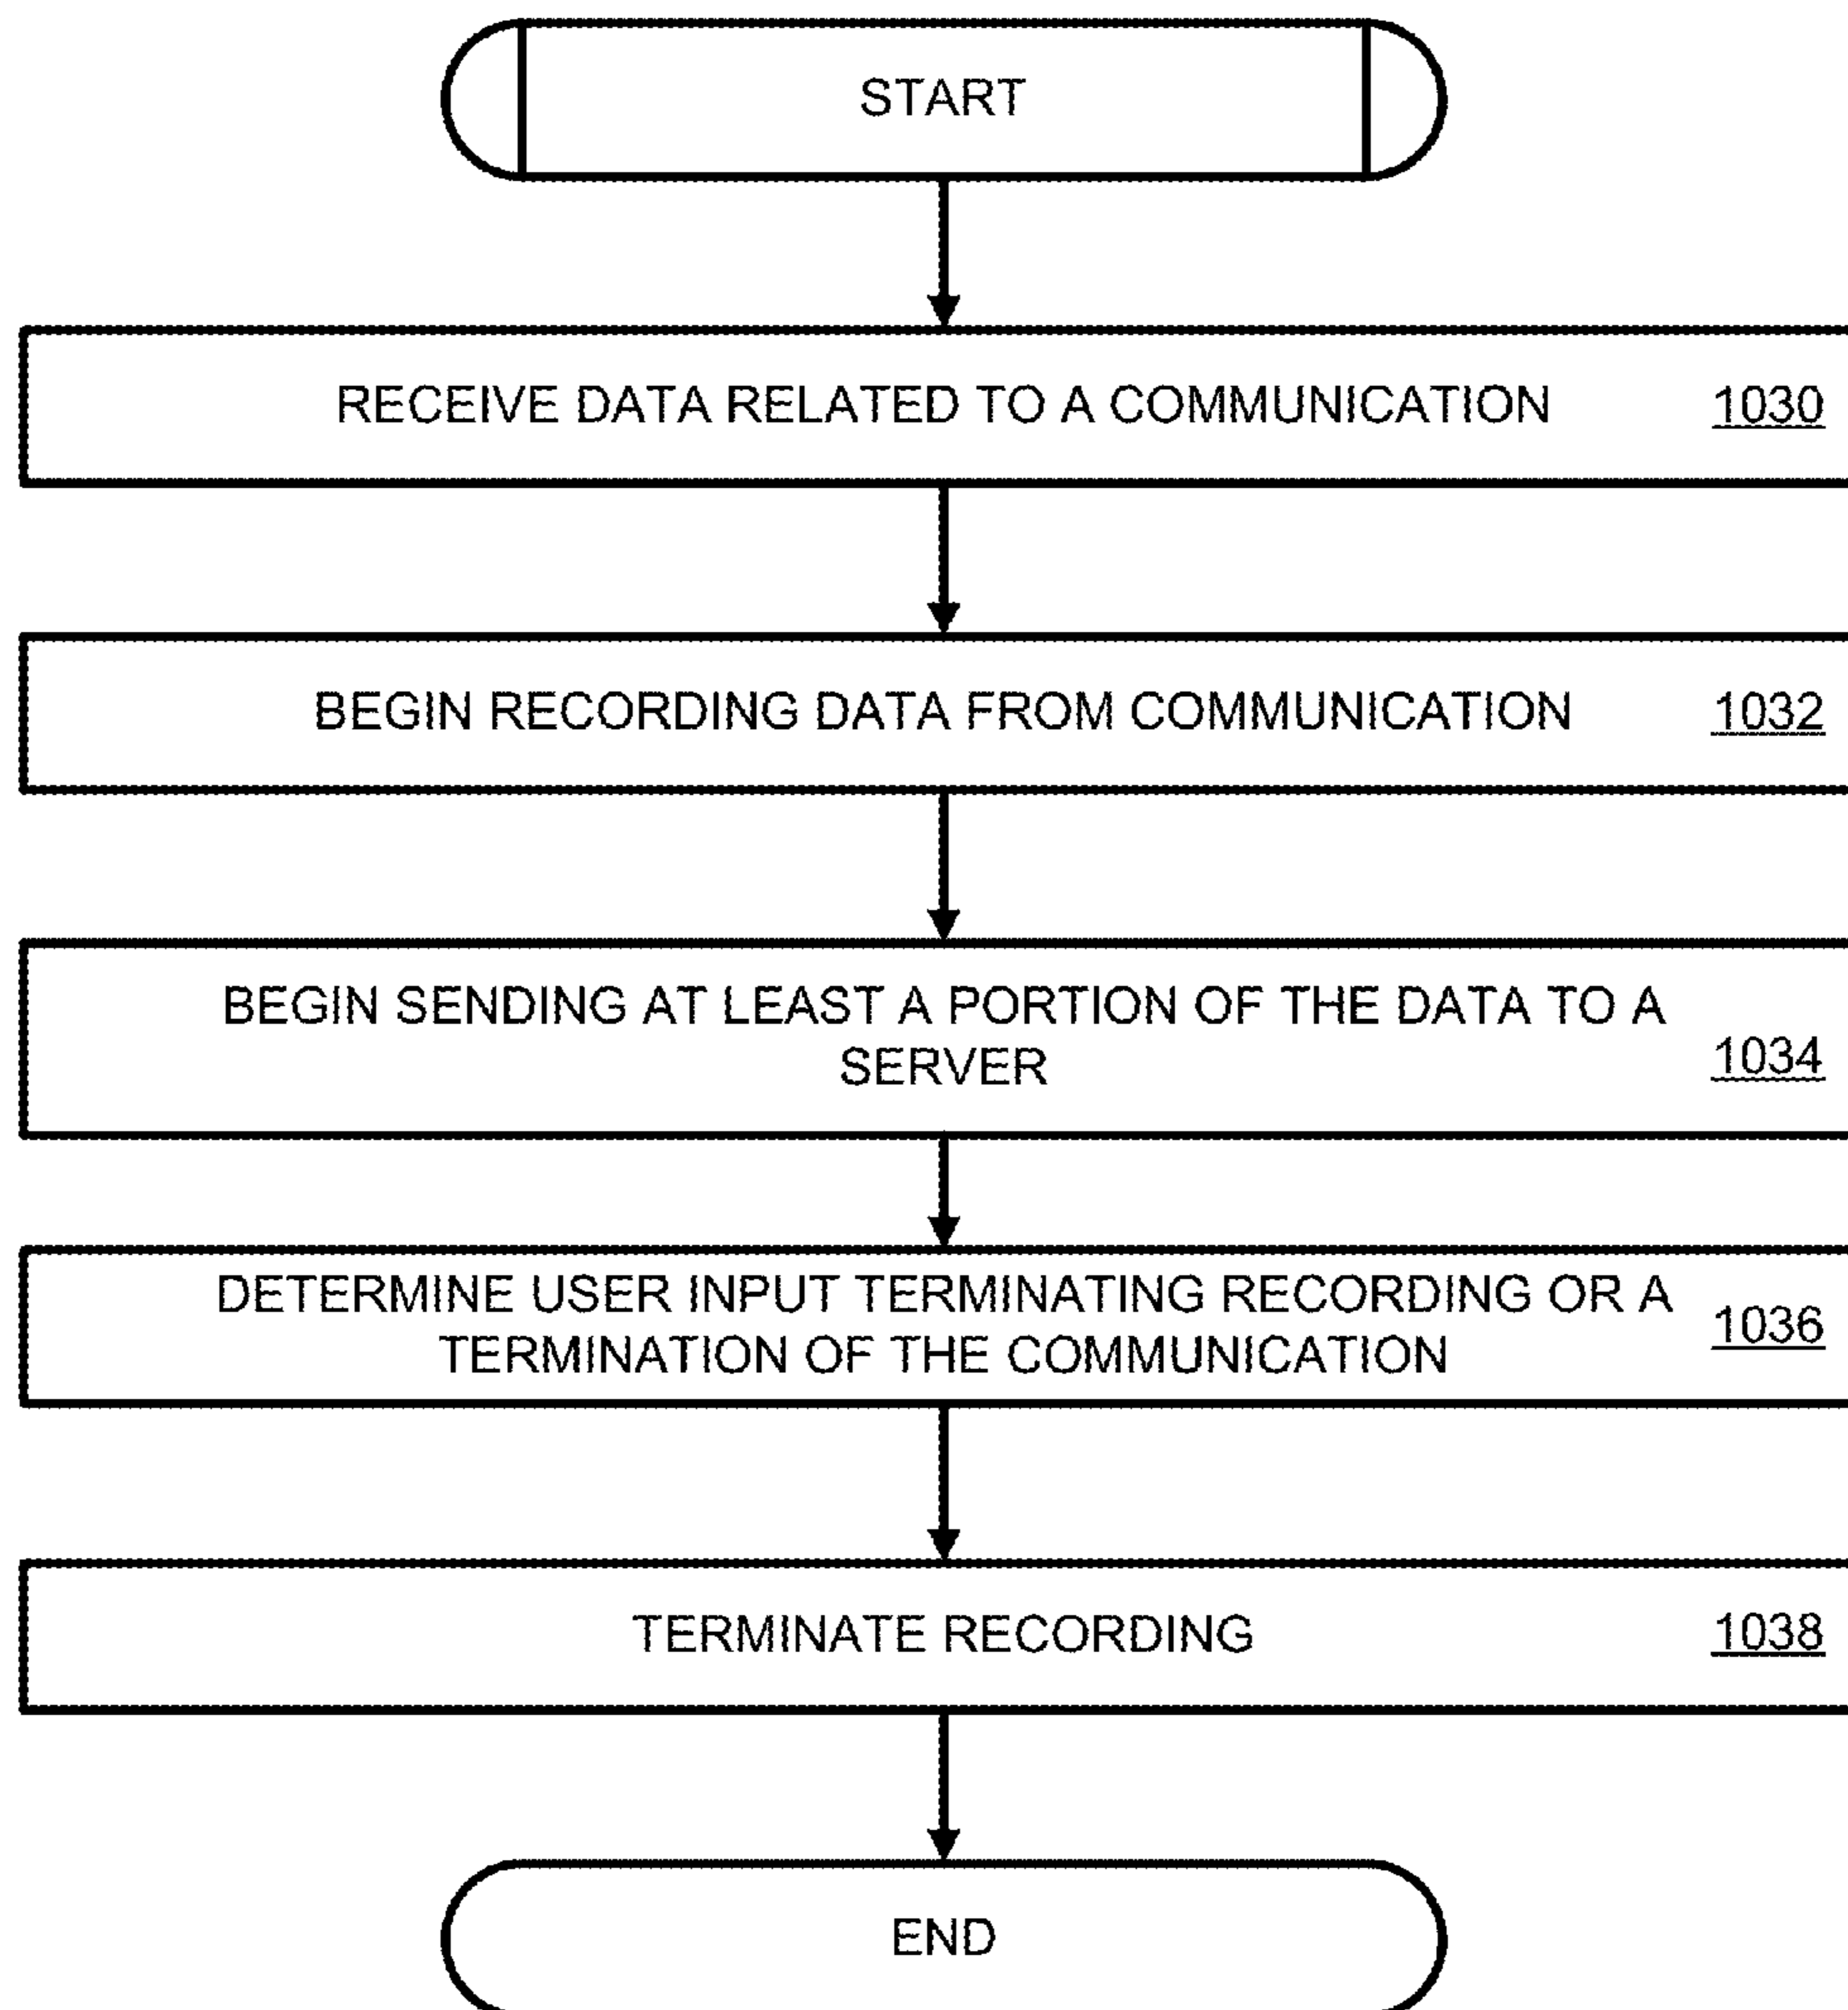 START
RECEIVE DATA RELATED TO A COMMUNICATION 1030
BEGIN RECORDING DATA FROM COMMUNICATION 1032
BEGIN SENDING AT LEAST A PORTION OF THE DATA TO A
SERVER 1034
DETERMINE USER INPUT TERMINATING RECORDING OR A
TERMINATION OF THE COMMUNICATION 1036
TERMINATE RECORDING 1038
END